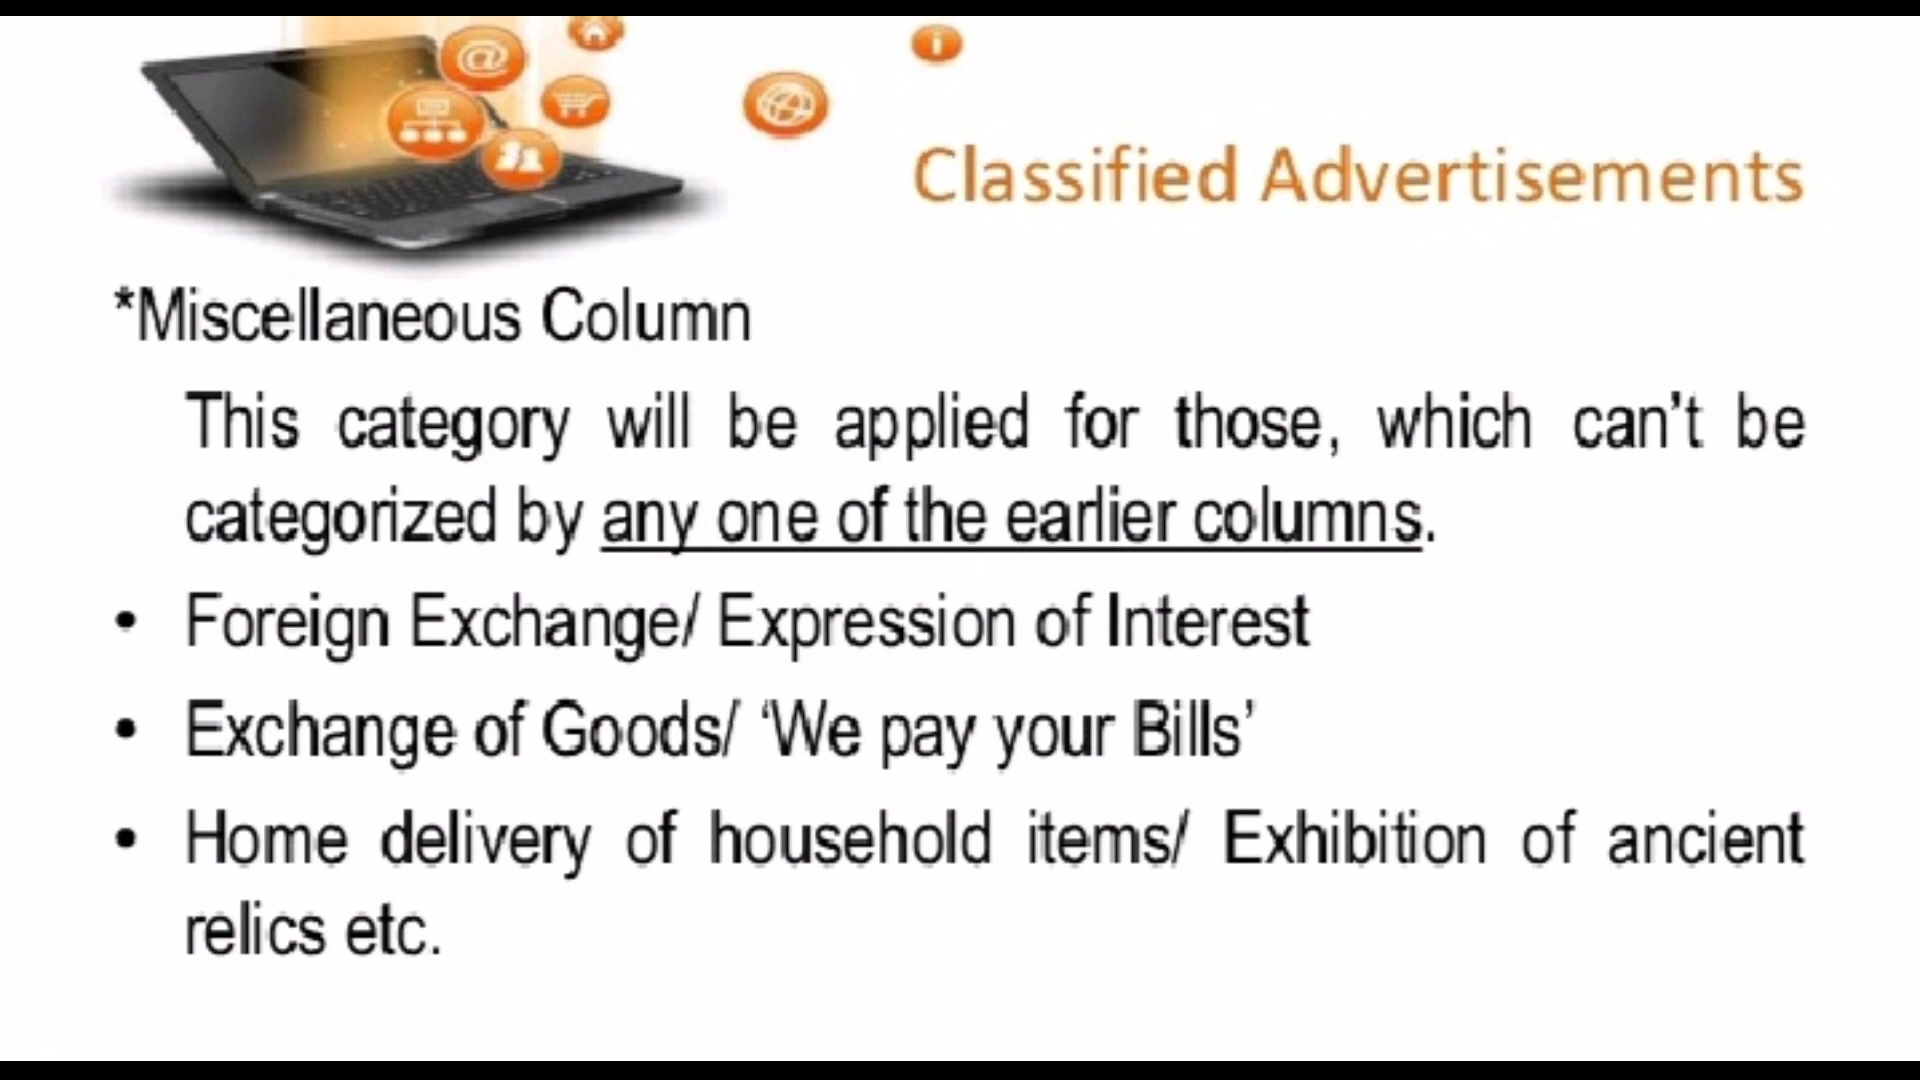 Classified Advertisements
*Miscellaneous Column
This category will be applied for those, which can't be
categorized by any one of the earlier columns.
• Foreign Exchange/ Expression of Interest
• Exchange of Goods/ ‘We pay your Bills’
• Home delivery of household items/ Exhibition of ancient
relics etc.